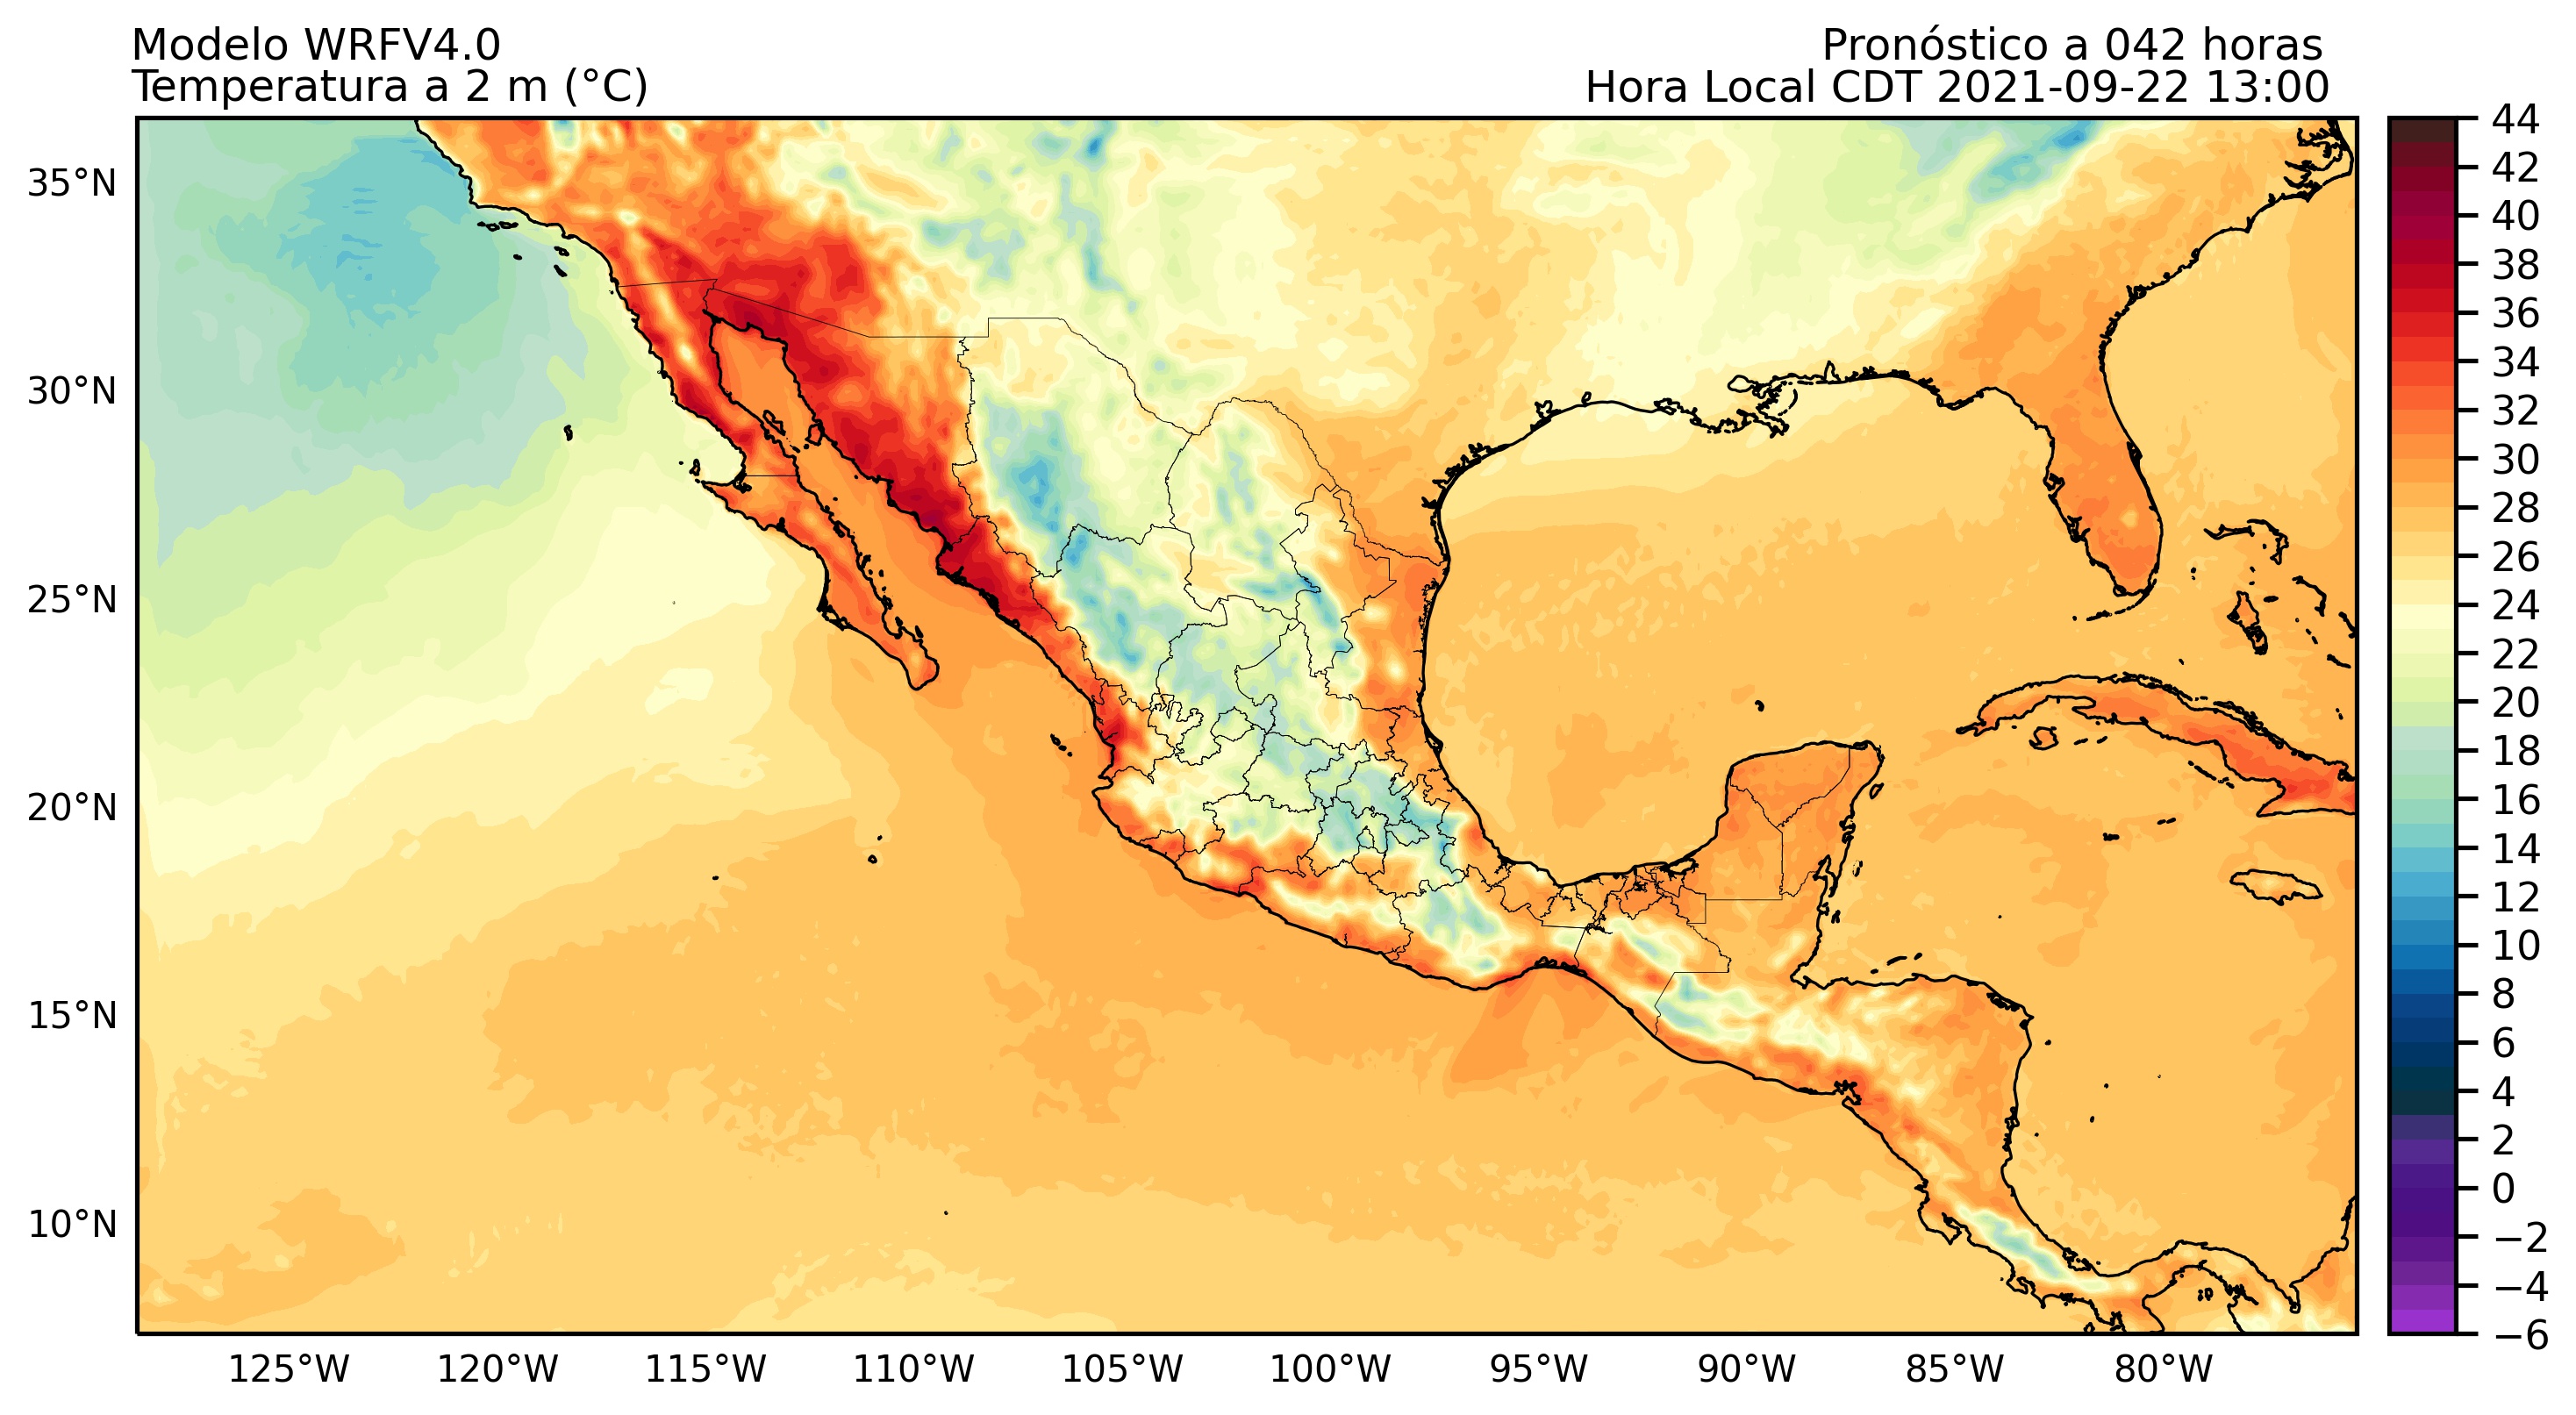 Modelo WRFV4.0
Temperatura a 2 m (°C)
Pronóstico a 042 horas
Hora Local CDT 2021-09-22 13:00
35°N
30°N
25°N
20°N
15°N
10°N
125°W
120°W
115°W
110°W
105°W
100°W
95°W
90°W
85°W
80°W
44
42
40
38
36
34
32
30
28
26
24
22
20
18
16
14
12
10
8
6
4
2
0
−2
−4
−6